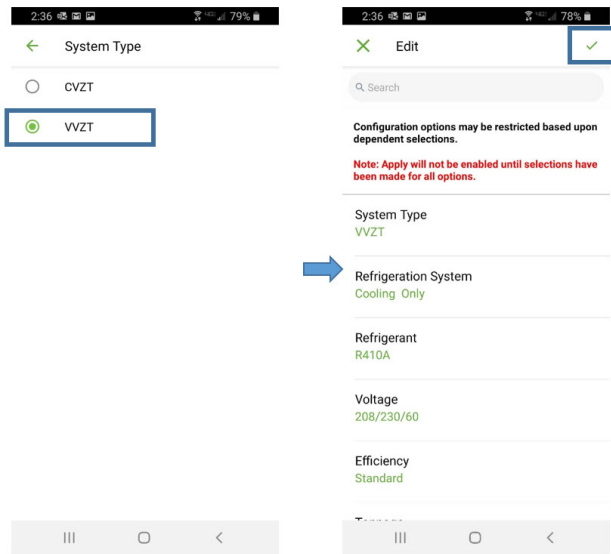 2:36
79%
System Type
CVZT
VVZT
2:36
78%
Edit
Search
Configuration options may be restricted based upon
dependent selections.
Note: Apply will not be enabled until selections have
been made for all options.
System Type
VVZT
Refrigeration System
Cooling Only
Refrigerant
R410A
Voltage
208/230/60
Efficiency
Standard